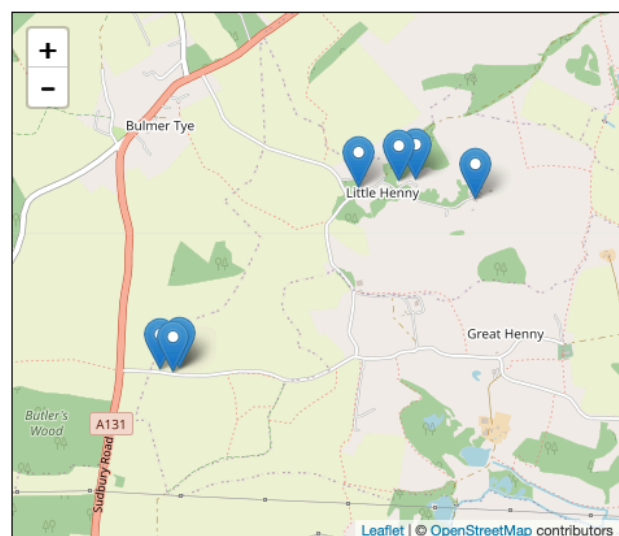 +
−
Bulmer Tye
Little Henny
Great Henny
Butler's
Wood
A131
Sudbury Road
Leaflet | © OpenStreetMap contributors